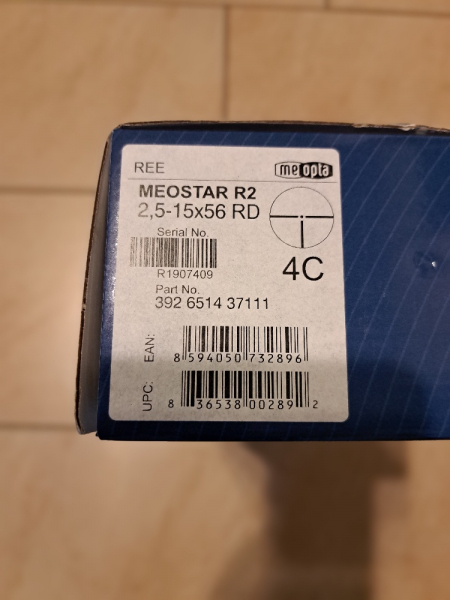 REE
meopta
MEOSTAR R2
2,5-15x56 RD
Serial No.
R1907409
4C
Part No.
392 6514 37111
EAN:
8 594050 732896
UPC:
8 36538 00289 2